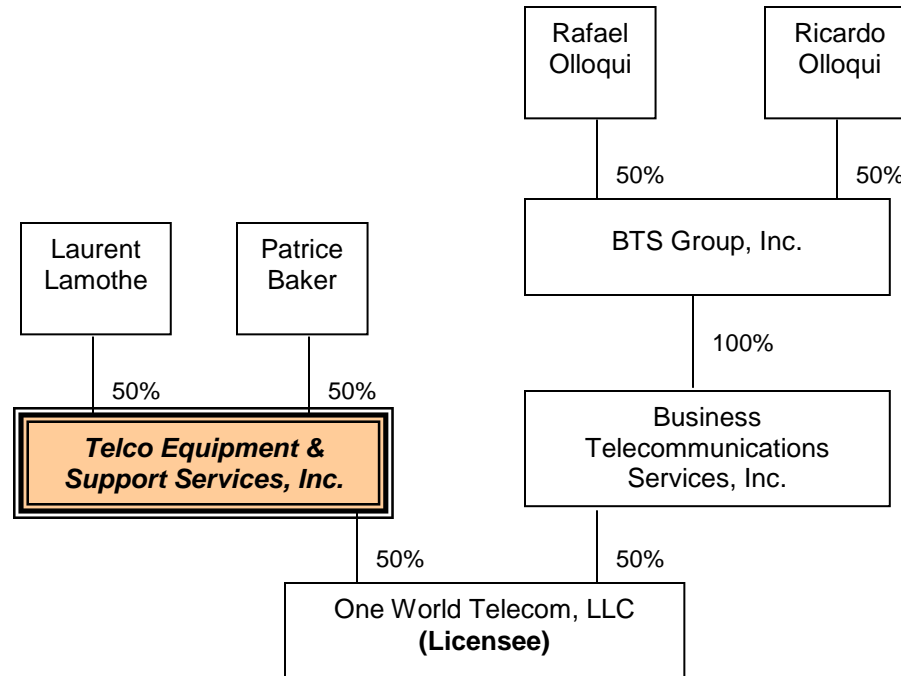 Rafael
Olloqui
Ricardo
Olloqui
50%
50%
BTS Group, Inc.
Laurent
Lamothe
Patrice
Baker
100%
50%
50%
Telco Equipment &
Support Services, Inc.
Business
Telecommunications
Services, Inc.
50%
50%
One World Telecom, LLC
(Licensee)